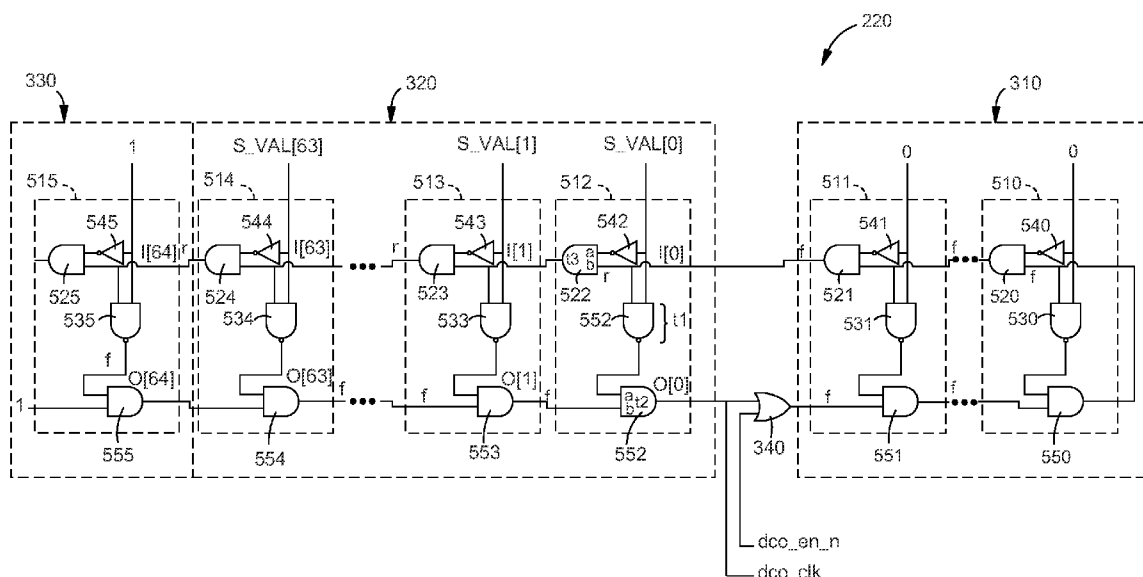 220
330
320
310
1
S_VAL[63]
S_VAL[1]
S_VAL[0]
0
0
515
514
513
512
511
510
545
544
543
542
541
540
I[64]
r
I[63]
r
I[1]
t3
a
b
r
I[0]
f
f
f
525
524
523
522
521
520
535
534
533
552
t1
531
530
f
O[64]
O[63]
f
f
O[1]
f
a
b
t2
O[0]
f
f
1
555
554
553
552
340
551
550
dco_en_n
dco_clk